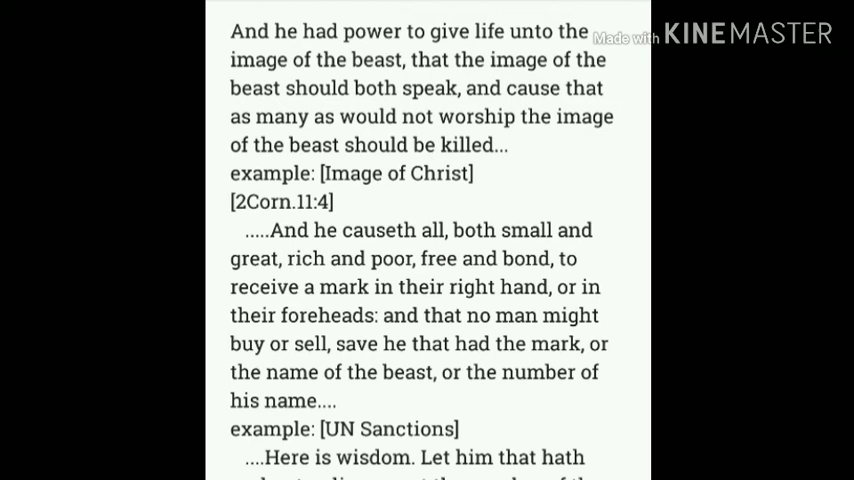 And he had power to give life unto the
image of the beast, that the image of the
beast should both speak, and cause that
as many as would not worship the image
of the beast should be killed...
example: [Image of Christ]
[2Corn.11:4]
.....And he causeth all, both small and
great, rich and poor, free and bond, to
receive a mark in their right hand, or in
their foreheads: and that no man might
buy or sell, save he that had the mark, or
the name of the beast, or the number of
his name....
example: [UN Sanctions]
....Here is wisdom. Let him that hath
Made with KINEMASTER